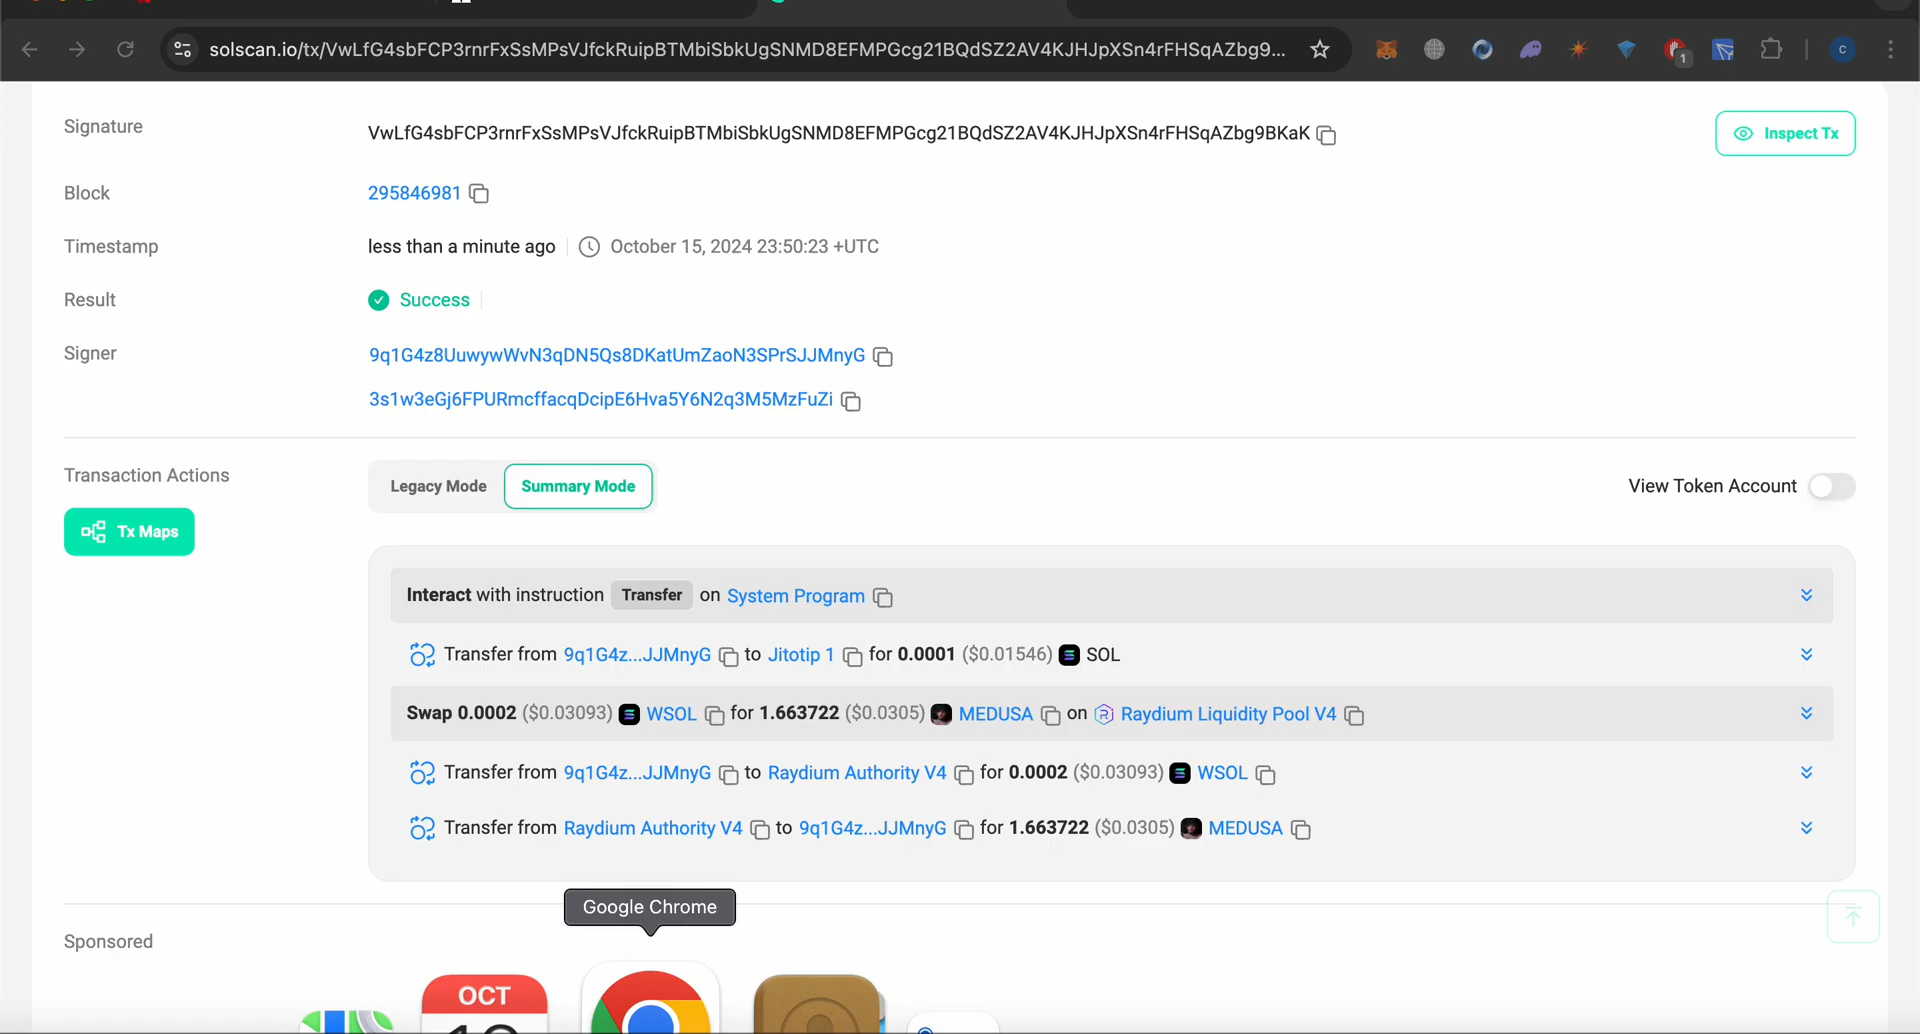 solscan.io/tx/VwLfG4sbFCP3rnrFxSsMPsVJfckRuipBTMbiSbkUgSNMD8EFMPGcg21BQdSZ2AV4KJHJpXSn4rFHSqAZbg9...
1
c
Signature
VwLfG4sbFCP3rnrFxSsMPsVJfckRuipBTMbiSbkUgSNMD8EFMPGcg21BQdSZ2AV4KJHJpXSn4rFHSqAZbg9BKaK
Inspect Tx
Block
295846981
Timestamp
less than a minute ago October 15, 2024 23:50:23 +UTC
Result
Success
Signer
9q1G4z8UuwywWvN3qDN5Qs8DKatUmZaoN3SPrSJJMnyG
3s1w3eGj6FPURmcffacqDcipE6Hva5Y6N2q3M5MzFuZi
Transaction Actions
Legacy Mode Summary Mode
View Token Account
Tx Maps
Interact with instruction Transfer on System Program
Transfer from 9q1G4z...JJMnyG to Jitotip 1 for 0.0001 ($0.01546) SOL
Swap 0.0002 ($0.03093) WSOL for 1.663722 ($0.0305) MEDUSA on Raydium Liquidity Pool V4
Transfer from 9q1G4z...JJMnyG to Raydium Authority V4 for 0.0002 ($0.03093) WSOL
Transfer from Raydium Authority V4 to 9q1G4z...JJMnyG for 1.663722 ($0.0305) MEDUSA
Google Chrome
Sponsored
OCT